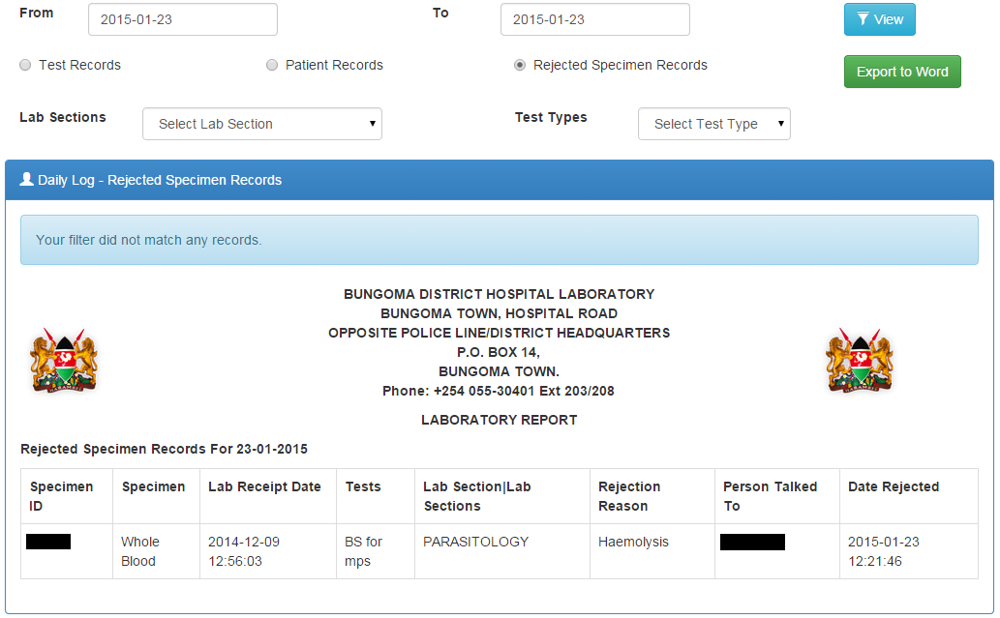 From 2015-01-23 To 2015-01-23 View
Test Records Patient Records Rejected Specimen Records Export to Word
Lab Sections Select Lab Section Test Types Select Test Type
Daily Log - Rejected Specimen Records
Your filter did not match any records.
BUNGOMA DISTRICT HOSPITAL LABORATORY
BUNGOMA TOWN, HOSPITAL ROAD
OPPOSITE POLICE LINE/DISTRICT HEADQUARTERS
P.O. BOX 14,
BUNGOMA TOWN.
Phone: +254 055-30401 Ext 203/208
LABORATORY REPORT
Rejected Specimen Records For 23-01-2015
Specimen Specimen Lab Receipt Date Tests Lab Section|Lab Rejection Person Talked Date Rejected
ID Sections Reason To
Whole 2014-12-09 BS for PARASITOLOGY Haemolysis 2015-01-23
Blood 12:56:03 mps 12:21:46